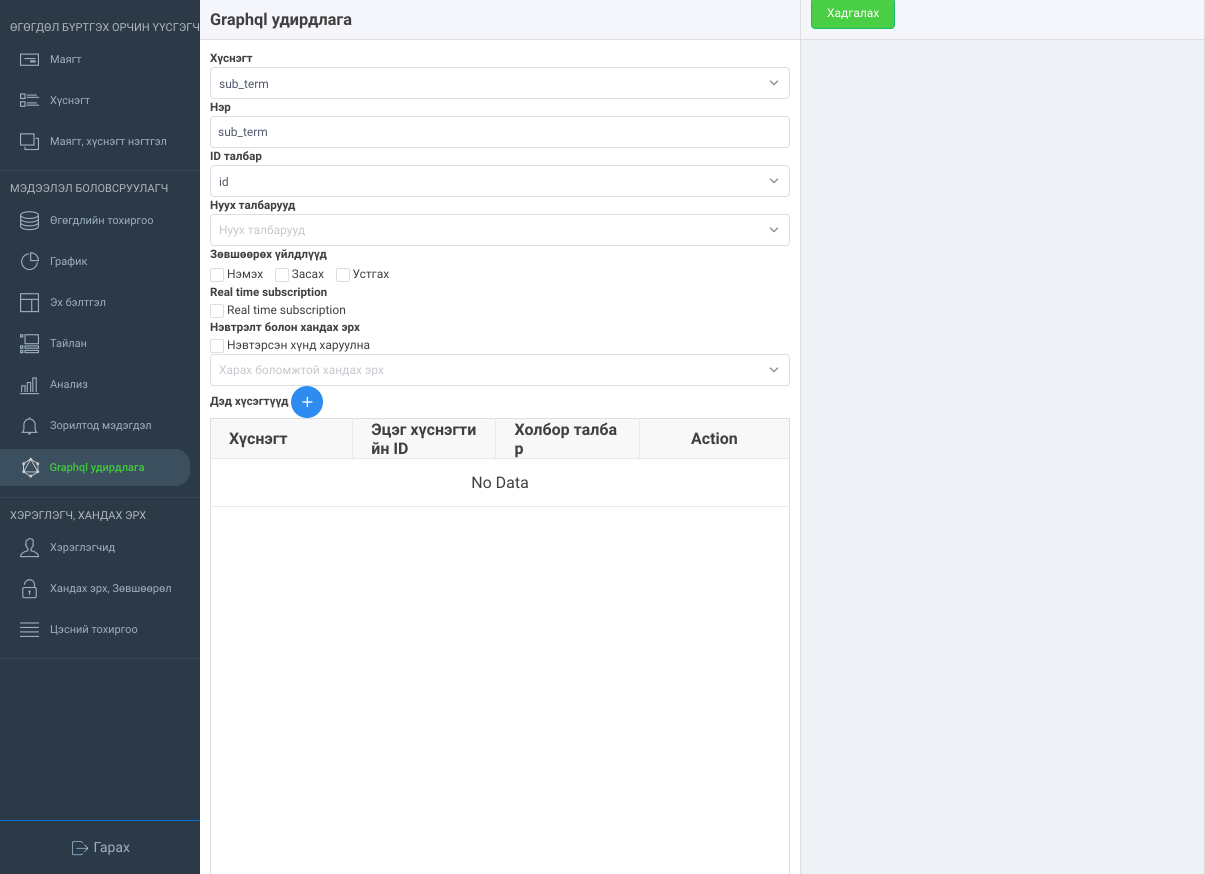 ӨГӨГДӨЛ БҮРТГЭХ ОРЧИН ҮҮСГЭГЧ
Маягт
Хүснэгт
Маягт, хүснэгт нэгтгэл
МЭДЭЭЛЭЛ БОЛОВСРУУЛАГЧ
Өгөгдлийн тохиргоо
График
Эх бэлтгэл
Тайлан
Анализ
Зорилтод мэдэгдэл
Graphql удирдлага
ХЭРЭГЛЭГЧ, ХАНДАХ ЭРХ
Хэрэглэгчид
Хандах эрх, Зөвшөөрөл
Цэсний тохиргоо
Гарах
Graphql удирдлага
Хүснэгт
sub_term
Нэр
sub_term
ID талбар
id
Нуух талбарууд
Нуух талбарууд
Зөвшөөрөх үйлдлүүд
Нэмэх Засах Устгах
Real time subscription
Real time subscription
Нэвтрэлт болон хандах эрх
Нэвтэрсэн хүнд харуулна
Харах боломжтой хандах эрх
Дэд хүсэгтүүд
Хүснэгт
Эцэг хүснэгти
йн ID
Холбор талба
р
Action
No Data
Хадгалах